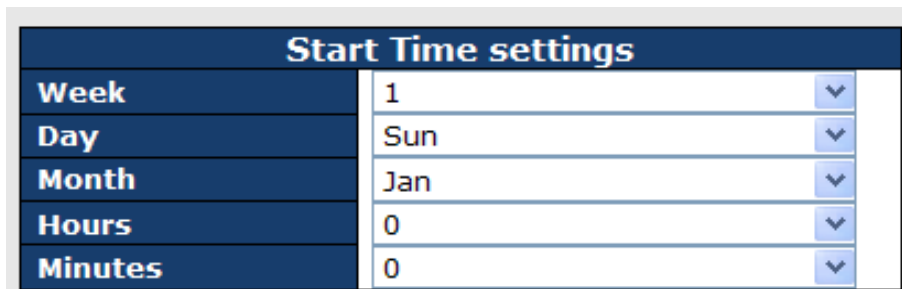 Start Time settings
Week 1
Day Sun
Month Jan
Hours 0
Minutes 0